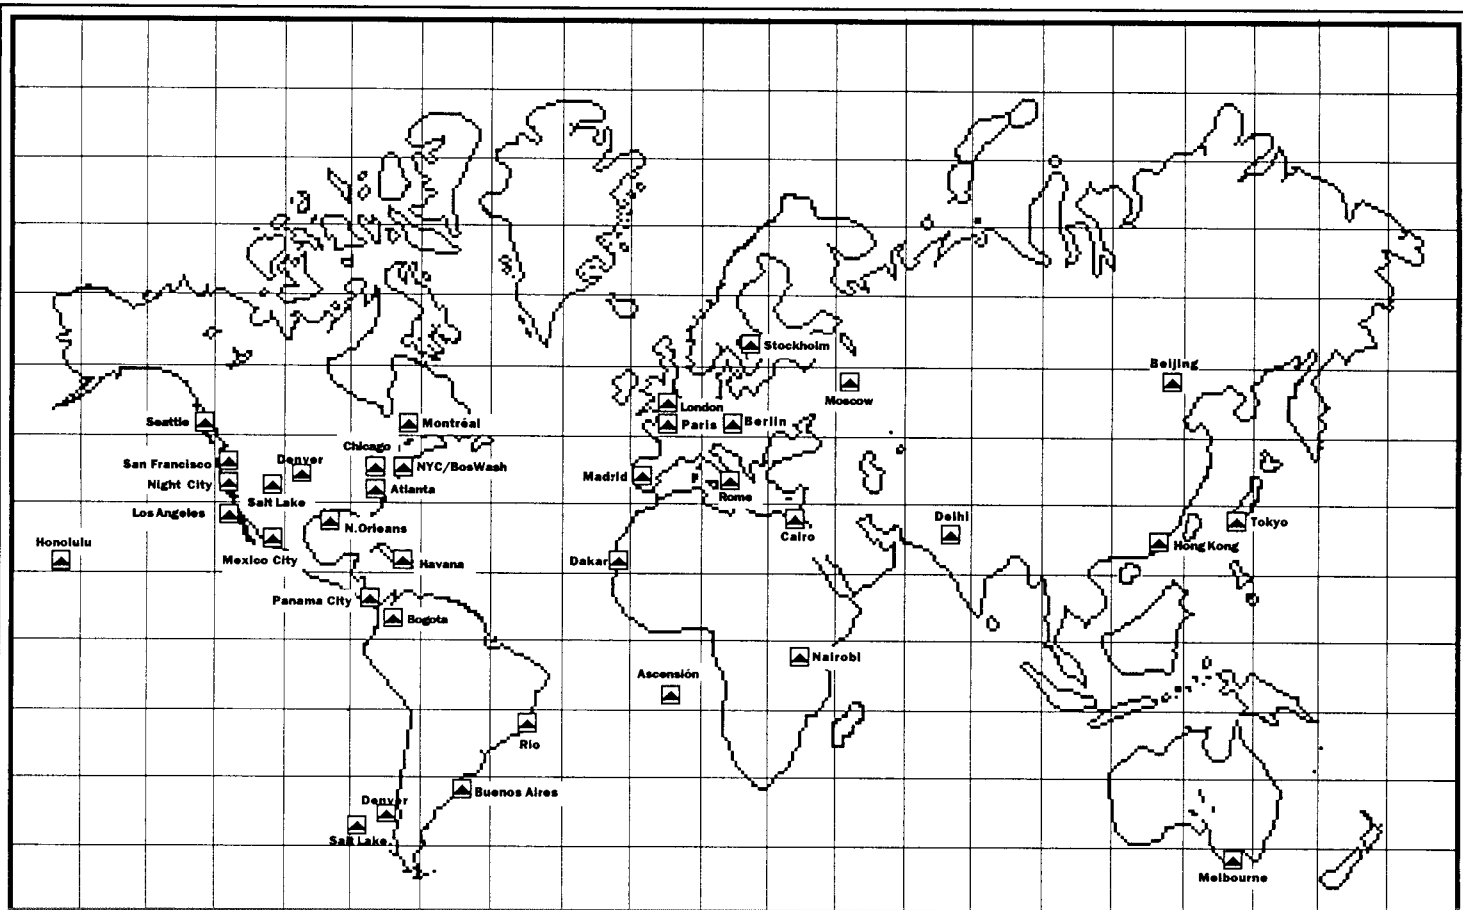 Stockholm
Beijing
Moscow
London
Seattle
Montréal
Paris
Berlin
Chicago
San Francisco
Denver
NYC/BosWash
Night City
Madrid
Atlanta
Rome
Salt Lake
Los Angeles
N.Orleans
Delhi
Tokyo
Cairo
Honolulu
Hong Kong
Mexico City
Havana
Dakar
Panama City
Bogota
Nairobi
Ascensión
Rio
Buenos Aires
Denver
Salt Lake
Melbourne